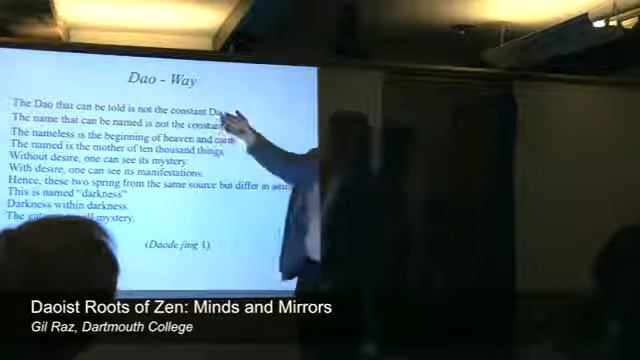 Dao - Way
The Dao that can be told is not the constant Dao
The name that can be named is not the constant
The nameless is the beginning of heaven and earth
The named is the mother of ten thousand things
Without desire, one can see its mystery.
With desire, one can see its manifestations.
Hence, these two spring from the same source but differ in
This is named "darkness"
Darkness within darkness.
The mystery.
(Daode jing 1)
Daoist Roots of Zen: Minds and Mirrors
Gil Raz, Dartmouth College